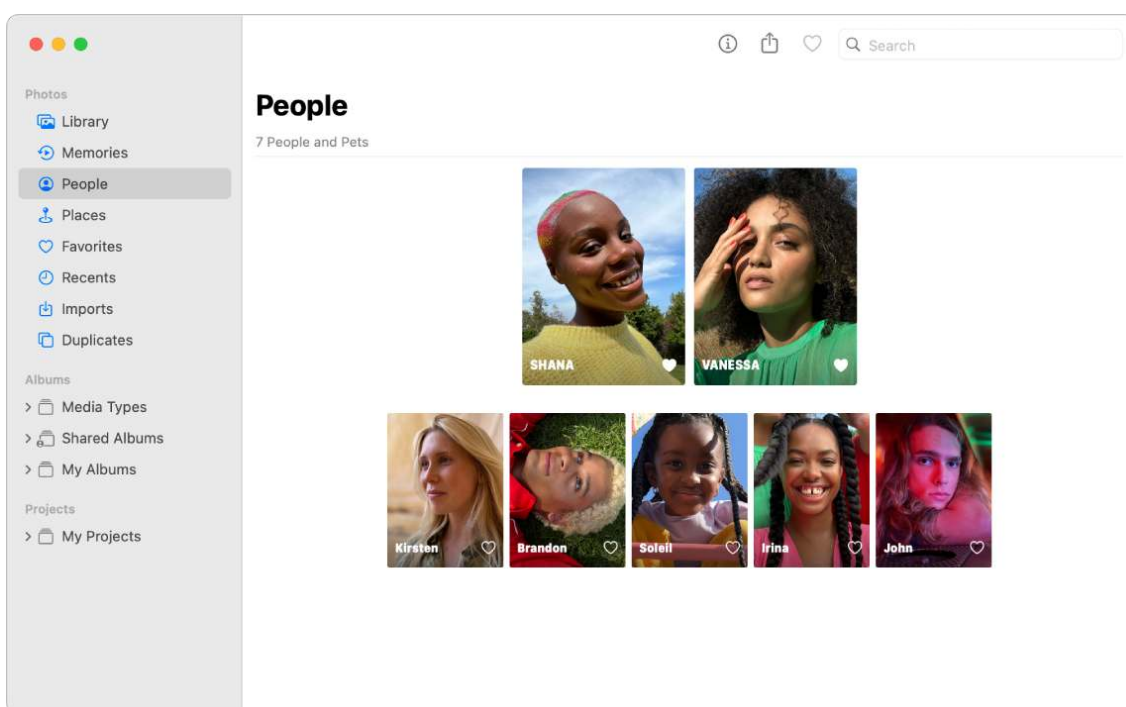 Search
Photos
Library
Memories
People
Places
Favorites
Recents
Imports
Duplicates
Albums
Media Types
Shared Albums
My Albums
Projects
My Projects
People
7 People and Pets
SHANA
VANESSA
Kirsten
Brandon
Soleil
Irina
John